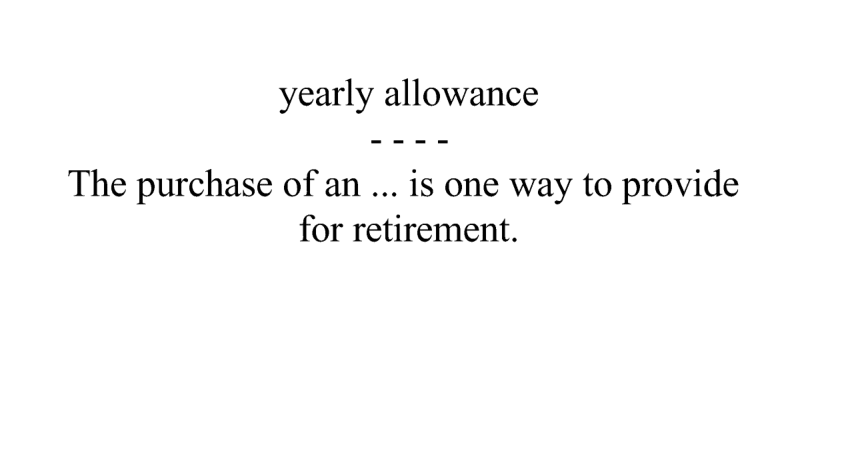 yearly allowance
- - - -
The purchase of an ... is one way to provide
for retirement.